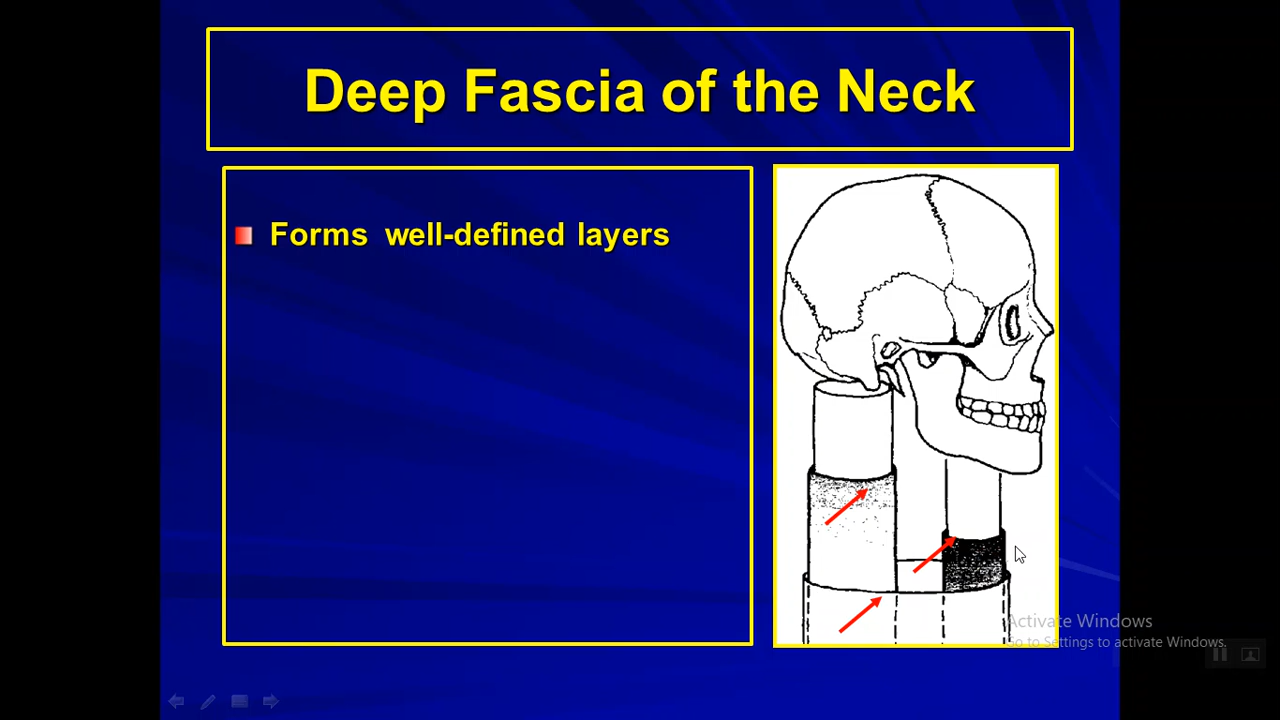 Deep Fascia of the Neck
Forms well-defined layers
Activate Windows
Go to Settings to activate Windows.